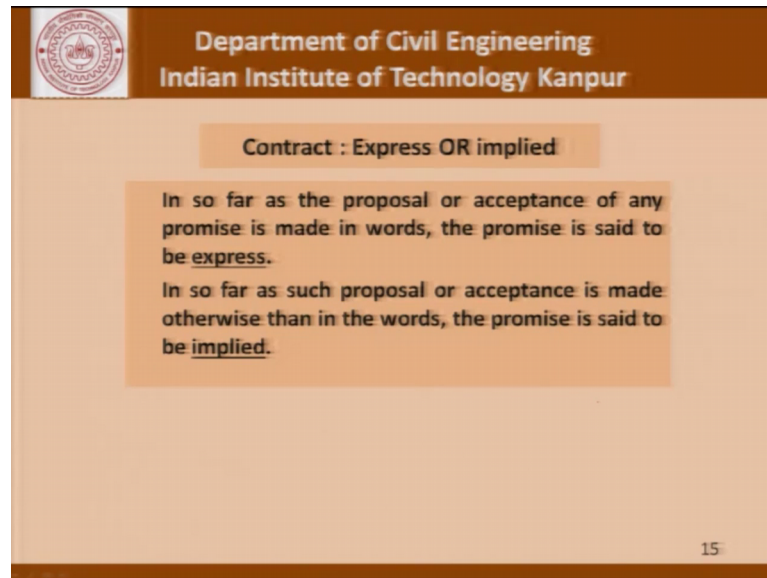 Department of Civil Engineering
Indian Institute of Technology Kanpur
Contract : Express OR implied
In so far as the proposal or acceptance of any
promise is made in words, the promise is said to
be express.
In so far as such proposal or acceptance is made
otherwise than in the words, the promise is said to
be implied.
15